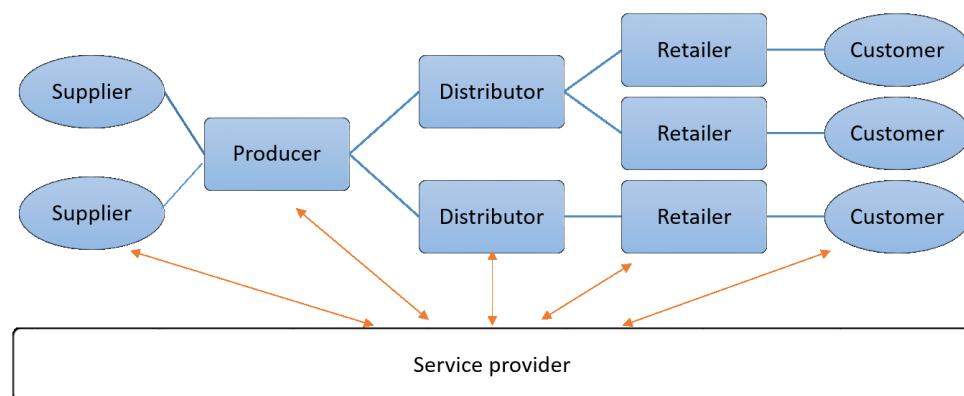 Supplier
Supplier
Producer
Distributor
Distributor
Retailer
Retailer
Retailer
Customer
Customer
Customer
Service provider